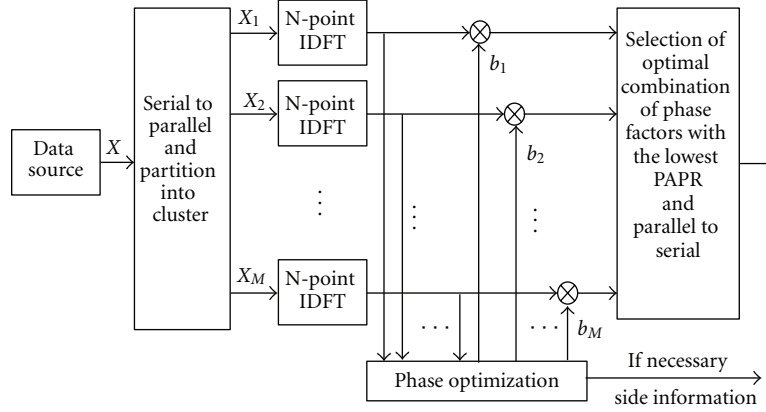 Data
source
X
Serial to
parallel and
partition
into
cluster
X1
N-point
IDFT
b1
X2
N-point
IDFT
b2
XM
N-point
IDFT
bM
Phase optimization
If necessary
side information
Selection of
optimal
combination
of phase
factors with
the lowest
PAPR
and
parallel to
serial